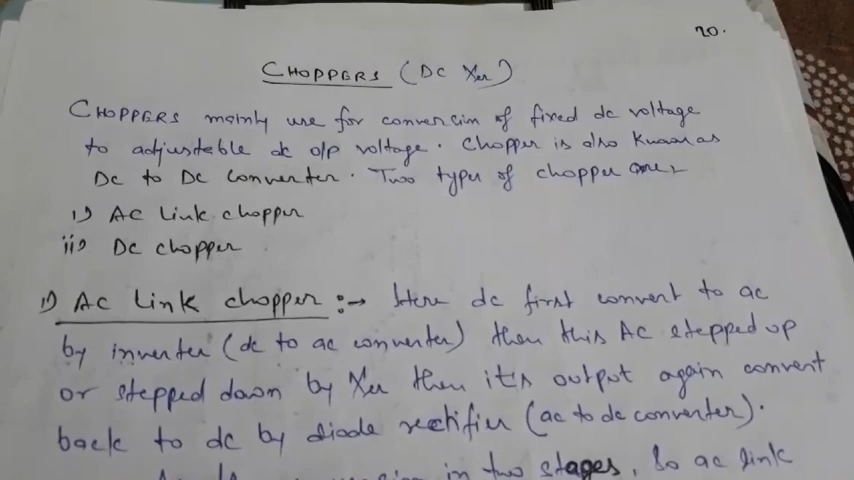 20.
CHOPPERS (DC Xer)
CHOPPERS mainly use for conversion of fixed dc voltage
to adjustable dc o/p voltage. Chopper is also Known as
DC to DC Converter. Two types of chopper are,
i) AC Link chopper
ii) DC chopper
1) AC Link chopper :→ Here dc first convert to ac
by inverter (dc to ac converter) then this AC stepped up
or stepped down by Xer then it's output again convert
back to dc by diode rectifier (ac to dc converter).
in two stages, So ac link